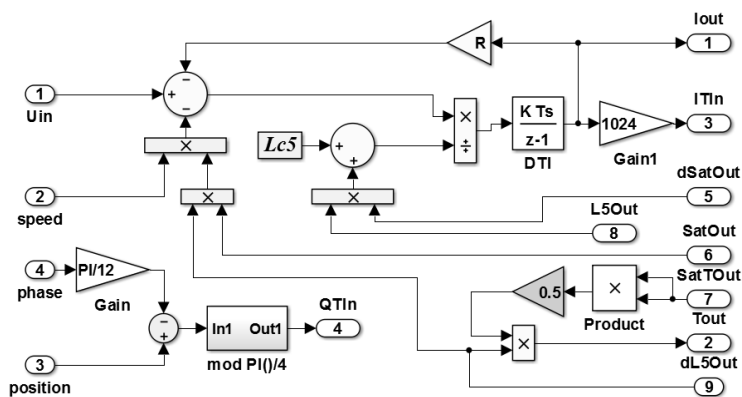 Iout
R
1
1
Uin
+
−
−
×
×
÷
K Ts
z-1
DTI
1024
Gain1
ITIn
3
Lc5
+
+
×
dSatOut
5
2
speed
×
×
L5Out
8
SatOut
6
4
phase
PI/12
Gain
SatTOut
7
0.5
×
Product
−
+
In1 Out1
mod PI()/4
QTIn
4
×
Tout
2
3
position
dL5Out
9